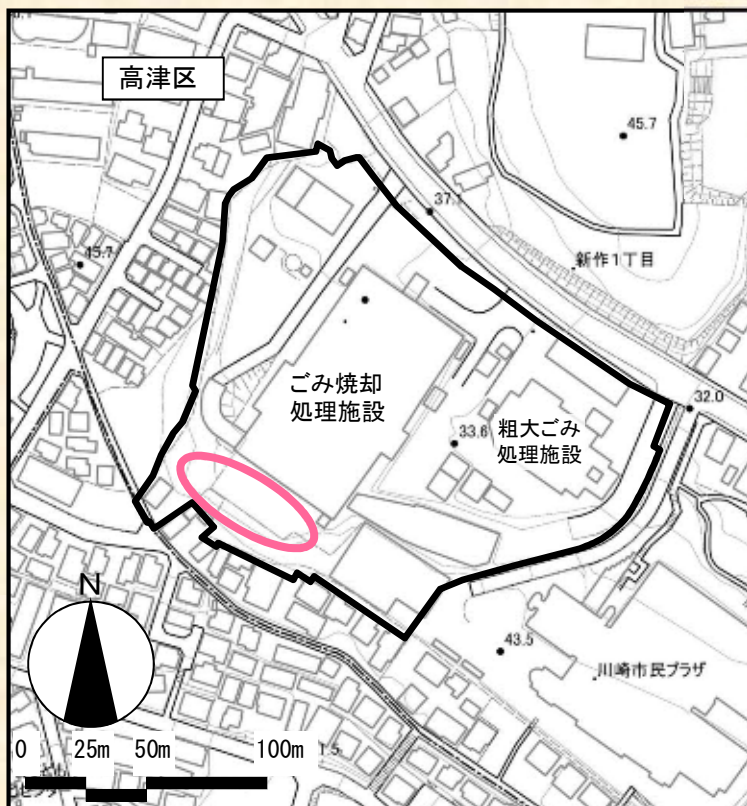 高津区
45.7
37.1
新作1丁目
45.7
ごみ焼却
処理施設
32.0
粗大ごみ
処理施設
33.6
43.5
川崎市民プラザ
N
0 25m 50m 100m